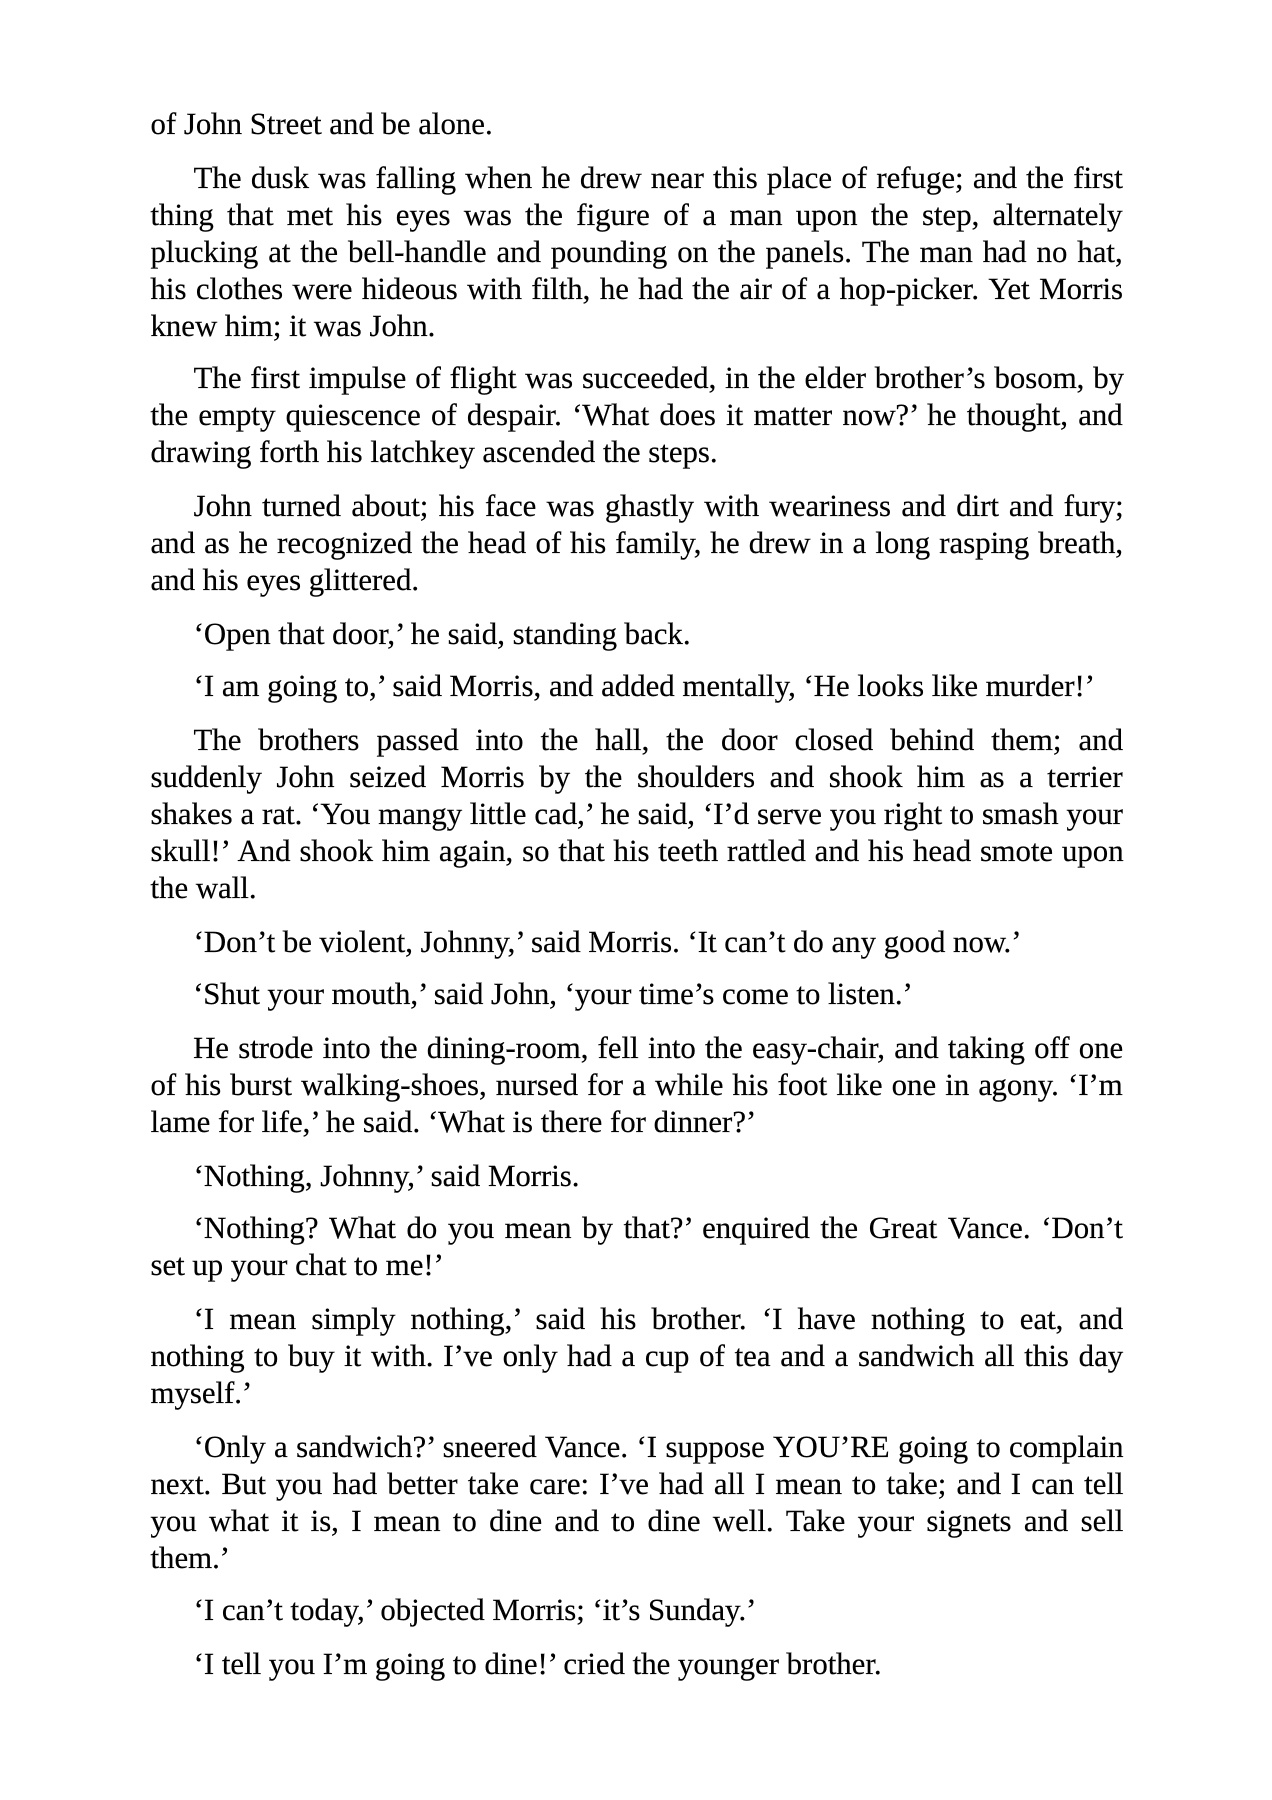 of John Street and be alone.
The dusk was falling when he drew near this place of refuge; and the first
thing that met his eyes was the figure of a man upon the step, alternately
plucking at the bell-handle and pounding on the panels. The man had no hat,
his clothes were hideous with filth, he had the air of a hop-picker. Yet Morris
knew him; it was John.
The first impulse of flight was succeeded, in the elder brother’s bosom, by
the empty quiescence of despair. ‘What does it matter now?’ he thought, and
drawing forth his latchkey ascended the steps.
John turned about; his face was ghastly with weariness and dirt and fury;
and as he recognized the head of his family, he drew in a long rasping breath,
and his eyes glittered.
‘Open that door,’ he said, standing back.
‘I am going to,’ said Morris, and added mentally, ‘He looks like murder!’
The brothers passed into the hall, the door closed behind them; and
suddenly John seized Morris by the shoulders and shook him as a terrier
shakes a rat. ‘You mangy little cad,’ he said, ‘I’d serve you right to smash your
skull!’ And shook him again, so that his teeth rattled and his head smote upon
the wall.
‘Don’t be violent, Johnny,’ said Morris. ‘It can’t do any good now.’
‘Shut your mouth,’ said John, ‘your time’s come to listen.’
He strode into the dining-room, fell into the easy-chair, and taking off one
of his burst walking-shoes, nursed for a while his foot like one in agony. ‘I’m
lame for life,’ he said. ‘What is there for dinner?’
‘Nothing, Johnny,’ said Morris.
‘Nothing? What do you mean by that?’ enquired the Great Vance. ‘Don’t
set up your chat to me!’
‘I mean simply nothing,’ said his brother. ‘I have nothing to eat, and
nothing to buy it with. I’ve only had a cup of tea and a sandwich all this day
myself.’
‘Only a sandwich?’ sneered Vance. ‘I suppose YOU’RE going to complain
next. But you had better take care: I’ve had all I mean to take; and I can tell
you what it is, I mean to dine and to dine well. Take your signets and sell
them.’
‘I can’t today,’ objected Morris; ‘it’s Sunday.’
‘I tell you I’m going to dine!’ cried the younger brother.